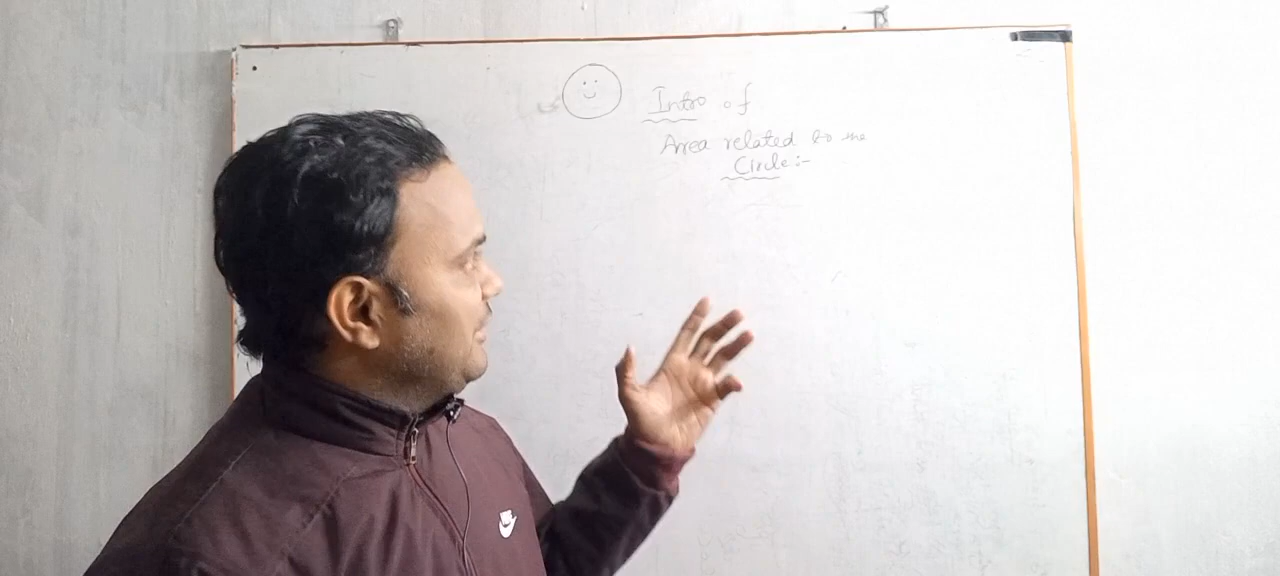 Intro of
Area related to the
Circle:-